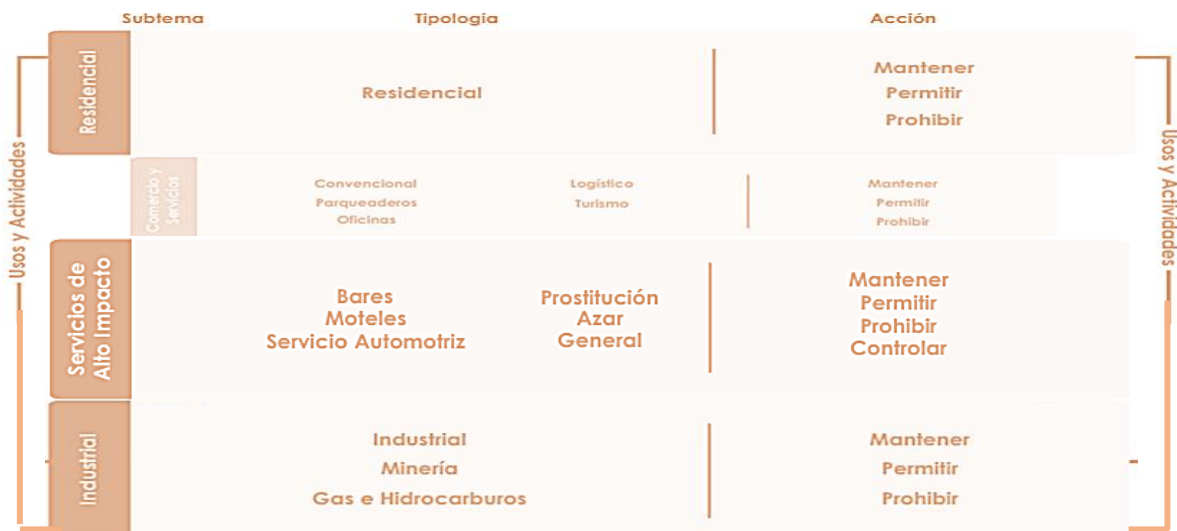 Subtema Tipología Acción
Usos y Actividades
Residencial
Residencial
Mantener
Permitir
Prohibir
Comercio y
Servicios
Convencional Logístico
Parqueaderos Turismo
Oficinas
Mantener
Permitir
Prohibir
Servicios de
Alto Impacto
Bares Prostitución
Moteles Azar
Servicio Automotriz General
Mantener
Permitir
Prohibir
Controlar
Industrial
Industrial
Minería
Gas e Hidrocarburos
Mantener
Permitir
Prohibir
Usos y Actividades